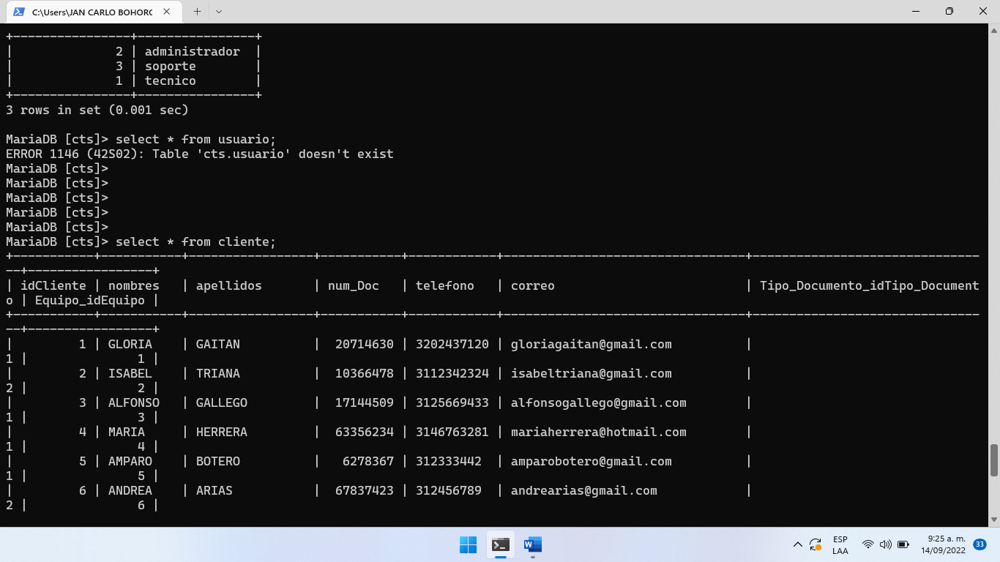 C:\Users\JAN CARLO BOHORO
+----------------+----------------+
|              2 | administrador  |
|              3 | soporte        |
|              1 | tecnico        |
+----------------+----------------+
3 rows in set (0.001 sec)
MariaDB [cts]> select * from usuario;
ERROR 1146 (42S02): Table 'cts.usuario' doesn't exist
MariaDB [cts]>
MariaDB [cts]>
MariaDB [cts]>
MariaDB [cts]>
MariaDB [cts]>
MariaDB [cts]> select * from cliente;
+-----------+-----------+-----------------+-----------+------------+---------------------------------+-------------------------------
--+-----------------+
| idCliente | nombres   | apellidos       | num_Doc   | telefono   | correo                          | Tipo_Documento_idTipo_Document
o | Equipo_idEquipo |
+-----------+-----------+-----------------+-----------+------------+---------------------------------+-------------------------------
--+-----------------+
|         1 | GLORIA    | GAITAN          |  20714630 | 3202437120 | gloriagaitan@gmail.com          |
1 |               1 |
|         2 | ISABEL    | TRIANA          |  10366478 | 3112342324 | isabeltriana@gmail.com          |
2 |               2 |
|         3 | ALFONSO   | GALLEGO         |  17144509 | 3125669433 | alfonsogallego@gmail.com        |
1 |               3 |
|         4 | MARIA     | HERRERA         |  63356234 | 3146763281 | mariaherrera@hotmail.com        |
1 |               4 |
|         5 | AMPARO    | BOTERO          |   6278367 | 312333442  | amparobotero@gmail.com          |
1 |               5 |
|         6 | ANDREA    | ARIAS           |  67837423 | 312456789  | andrearias@gmail.com            |
2 |               6 |
ESP
LAA
9:25 a. m.
14/09/2022
33